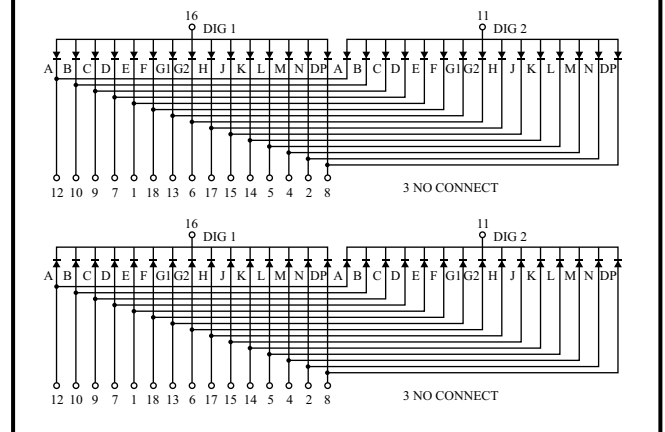 16 11
DIG 1 DIG 2
A B C D E F G1 G2 H J K L M N DP A B C D E F G1 G2 H J K L M N DP
12 10 9 7 1 18 13 6 17 15 14 5 4 2 8
3 NO CONNECT
16 11
DIG 1 DIG 2
A B C D E F G1 G2 H J K L M N DP A B C D E F G1 G2 H J K L M N DP
12 10 9 7 1 18 13 6 17 15 14 5 4 2 8
3 NO CONNECT